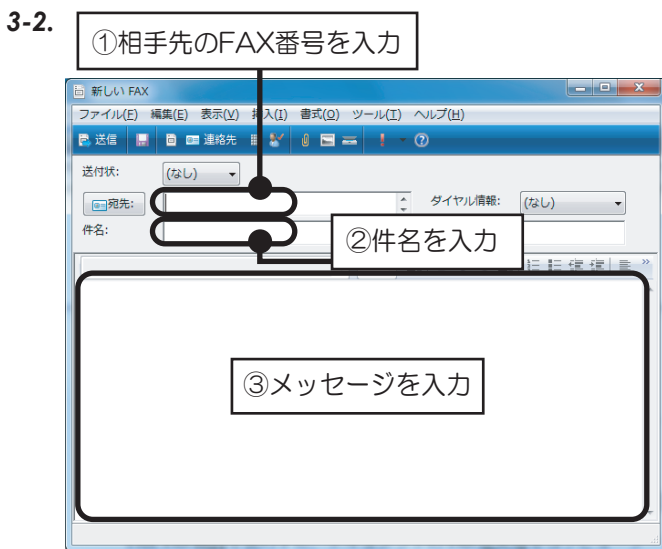 3-2.
①相手先のFAX番号を入力
新しい FAX
ファイル(F) 編集(E) 表示(V) 挿入(I) 書式(O) ツール(T) ヘルプ(H)
送信 連絡先
送付状: (なし)
宛先: ダイヤル情報: (なし)
件名: ②件名を入力
③メッセージを入力